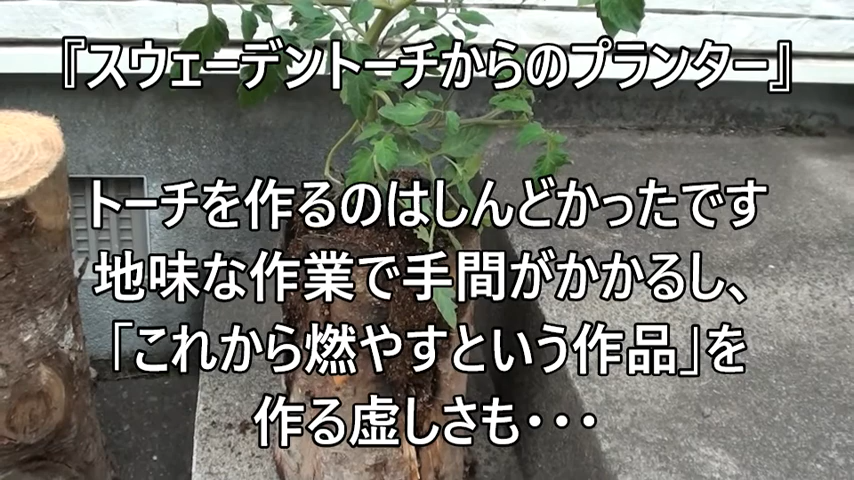 『スウェーデントーチからのプランター』
トーチを作るのはしんどかったです
地味な作業で手間がかかるし、
「これから燃やすという作品」を
作る虚しさも・・・